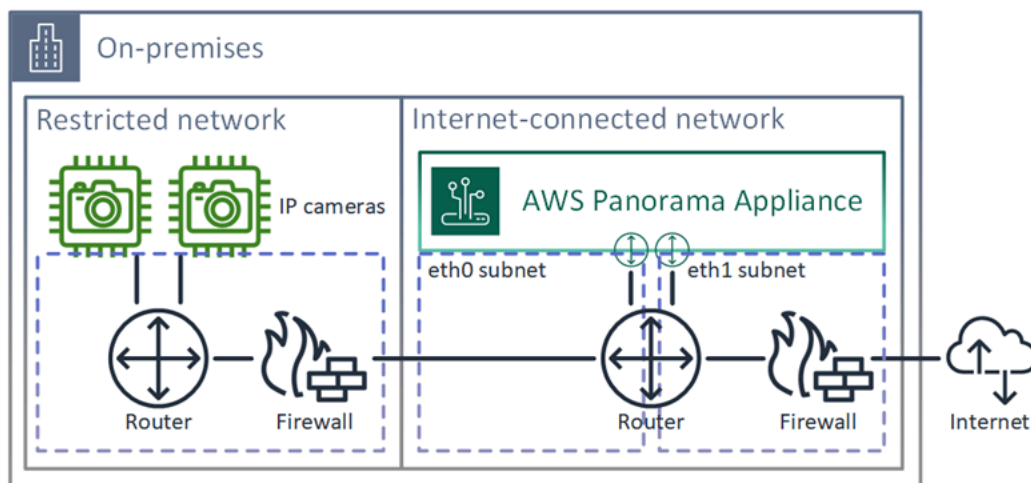 On-premises
Restricted network
Internet-connected network
IP cameras
AWS Panorama Appliance
eth0 subnet
eth1 subnet
Router
Firewall
Router
Firewall
Internet